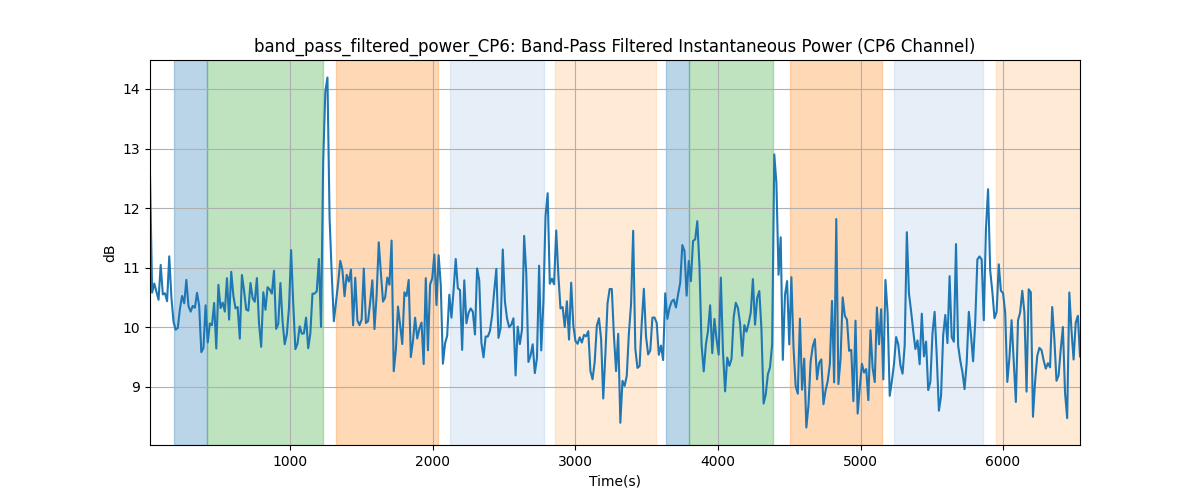 band_pass_filtered_power_CP6: Band-Pass Filtered Instantaneous Power (CP6 Channel)
14
13
12
11
10
9
dB
1000 2000 3000 4000 5000 6000
Time(s)